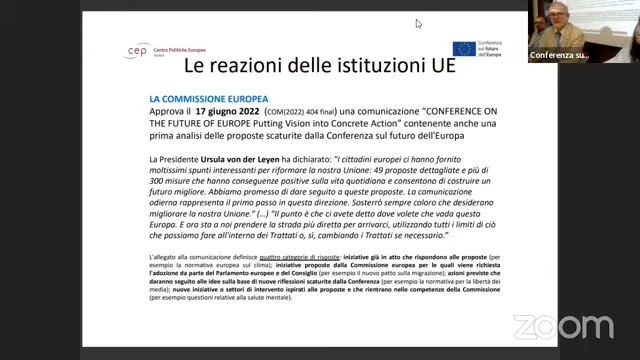 cep Centro Politiche Europee
ROMA
Conferenza
sul futuro
dell'Europa
Conferenza su...
Le reazioni delle istituzioni UE
LA COMMISSIONE EUROPEA
Approva il 17 giugno 2022 (COM(2022) 404 final) una comunicazione "CONFERENCE ON
THE FUTURE OF EUROPE Putting Vision into Concrete Action" contenente anche una
prima analisi delle proposte scaturite dalla Conferenza sul futuro dell'Europa
La Presidente Ursula von der Leyen ha dichiarato: "I cittadini europei ci hanno fornito
moltissimi spunti interessanti per riformare la nostra Unione: 49 proposte dettagliate e più di
300 misure che hanno conseguenze positive sulla vita quotidiana e consentono di costruire un
futuro migliore. Abbiamo promesso di dare seguito a queste proposte. La comunicazione
odierna rappresenta il primo passo in questa direzione. Sosterrò sempre coloro che desiderano
migliorare la nostra Unione." (...) "Il punto è che ci avete detto dove volete che vada questa
Europa. E ora sta a noi prendere la strada più diretta per arrivarci, utilizzando tutti i limiti di ciò
che possiamo fare all'interno dei Trattati o, sì, cambiando i Trattati se necessario."
L'allegato alla comunicazione definisce quattro categorie di risposte: iniziative già in atto che rispondono alle proposte (per
esempio la normativa europea sul clima); iniziative proposte dalla Commissione europea per le quali viene richiesta
l'adozione da parte del Parlamento europeo e del Consiglio (per esempio il nuovo patto sulla migrazione); azioni previste che
daranno seguito alle idee sulla base di nuove riflessioni scaturite dalla Conferenza (per esempio la normativa per la libertà dei
media); nuove iniziative o settori di intervento ispirati alle proposte e che rientrano nelle competenze della Commissione
(per esempio questioni relative alla salute mentale).
zoom